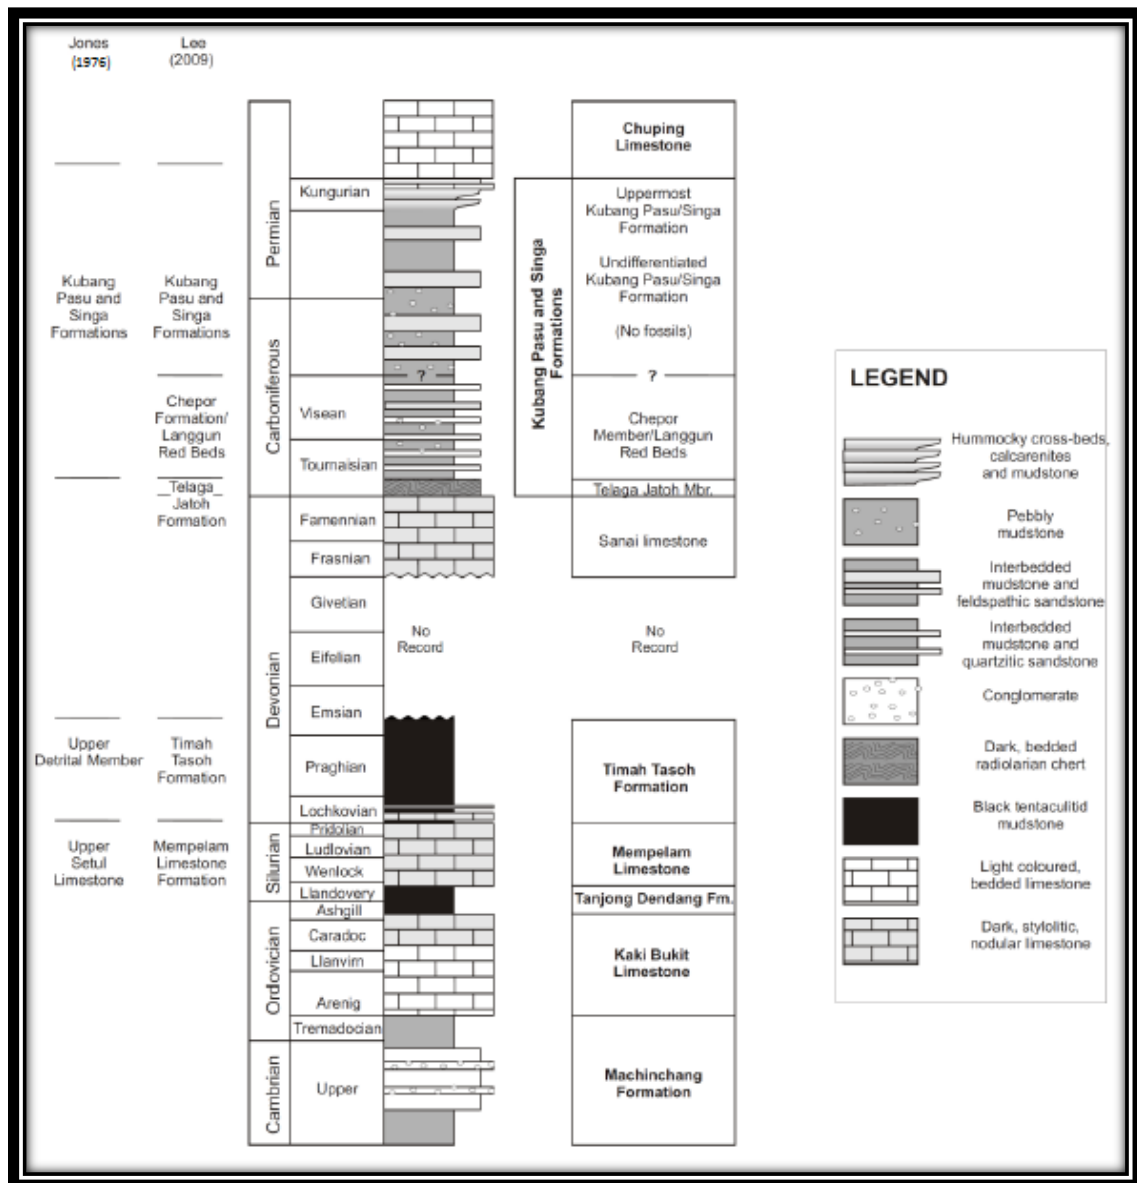 Jones
(1976)
Lee
(2009)
Kubang
Pasu and
Singa
Formations
Kubang
Pasu and
Singa
Formations
Chepor
Formation/
Langgun
Red Beds
Telaga
Jatoh
Formation
Upper
Detrital Member
Timah
Tasoh
Formation
Upper
Setul
Limestone
Mempelam
Limestone
Formation
Permian
Carboniferous
Devonian
Silurian
Ordovician
Cambrian
Kungurian
Visean
Tournaisian
Famennian
Frasnian
Givetian
Eifelian
Emsian
Praghian
Lochkovian
Pridolian
Ludlovian
Wenlock
Llandovery
Ashgill
Caradoc
Llanvirn
Arenig
Tremadocian
Upper
?
No
Record
Kubang Pasu and Singa
Formations
Chuping
Limestone
Uppermost
Kubang Pasu/Singa
Formation
Undifferentiated
Kubang Pasu/Singa
Formation
(No fossils)
?
Chepor
Member/Langgun
Red Beds
Telaga Jatoh Mbr.
Sanai limestone
No
Record
Timah Tasoh
Formation
Mempelam
Limestone
Tanjong Dendang Fm.
Kaki Bukit
Limestone
Machinchang
Formation
LEGEND
Hummocky cross-beds,
calcarenites
and mudstone
Pebbly
mudstone
Interbedded
mudstone and
feldspathic sandstone
Interbedded
mudstone and
quartzitic sandstone
Conglomerate
Dark, bedded
radiolarian chert
Black tentaculitid
mudstone
Light coloured,
bedded limestone
Dark, stylolitic,
nodular limestone